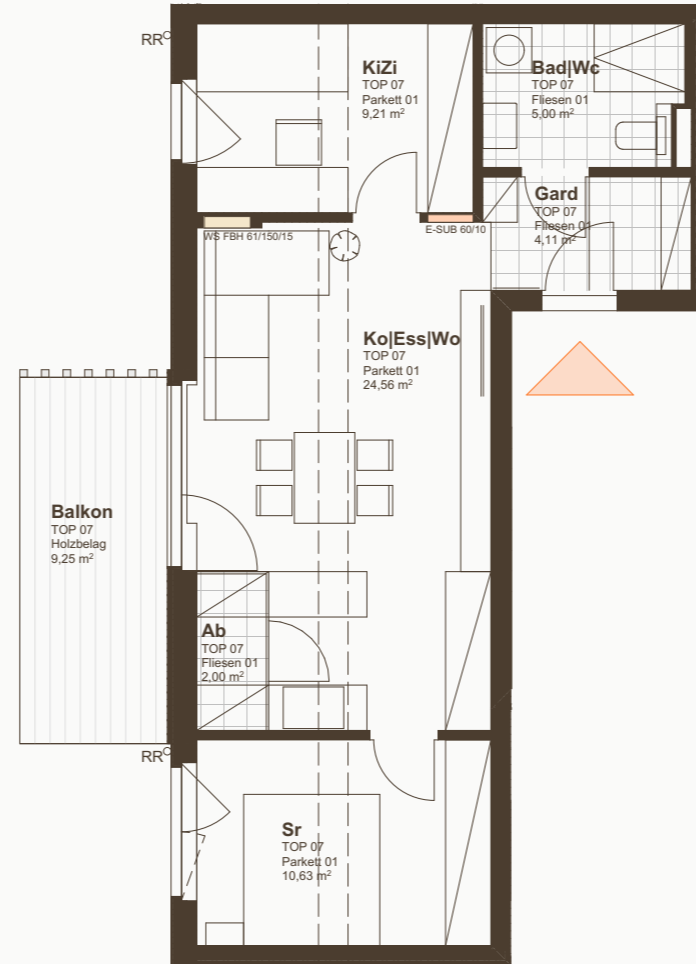 RR
KiZi
TOP 07
Parkett 01
9,21 m²
Bad|Wc
TOP 07
Fliesen 01
5,00 m²
Gard
TOP 07
Fliesen 01
4,11 m²
WS FBH 61/150/15
E-SUB 60/10
Ko|Ess|Wo
TOP 07
Parkett 01
24,56 m²
Balkon
TOP 07
Holzbelag
9,25 m²
Ab
TOP 07
Fliesen 01
2,00 m²
RR
Sr
TOP 07
Parkett 01
10,63 m²